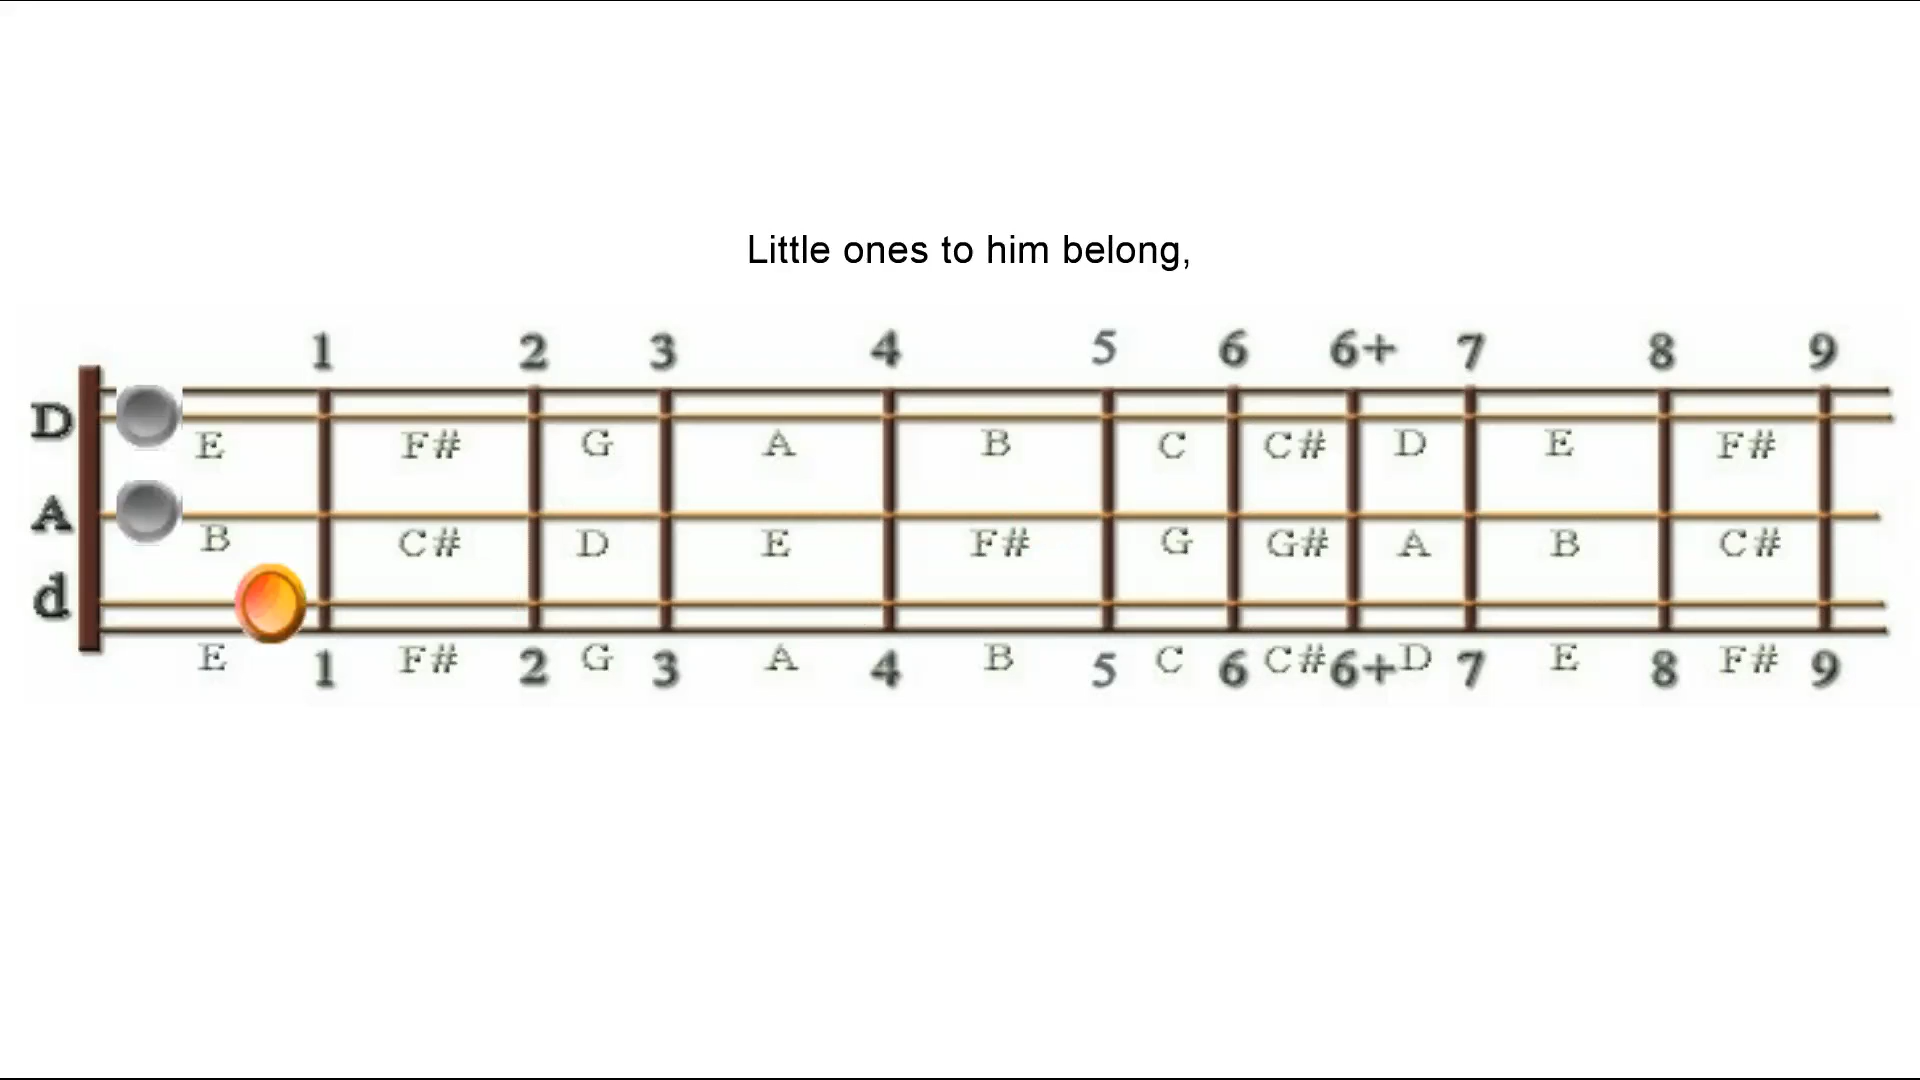 Little ones to him belong,
1 2 3 4 5 6 6+ 7 8 9
D
E F# G A B C C# D E F#
A
B C# D E F# G G# A B C#
d
E 1 F# 2 G 3 A 4 B 5 C 6 C# 6+ D 7 E 8 F# 9